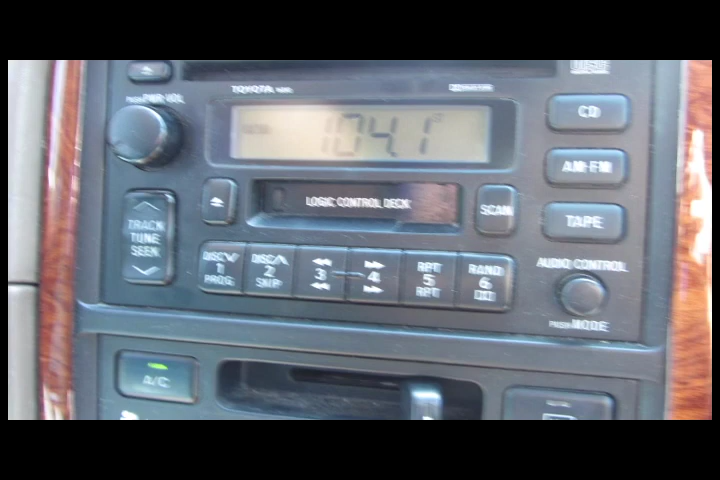 TOYOTA
PUSH PWR·VOL
104.1
CD
AM·FM
LOGIC CONTROL DECK
SCAN
TAPE
TRACK
TUNE
SEEK
DISC 1 PROG
DISC 2 SKIP
3
4
RPT 5 RPT
RAND 6
AUDIO CONTROL
PUSH MODE
A/C